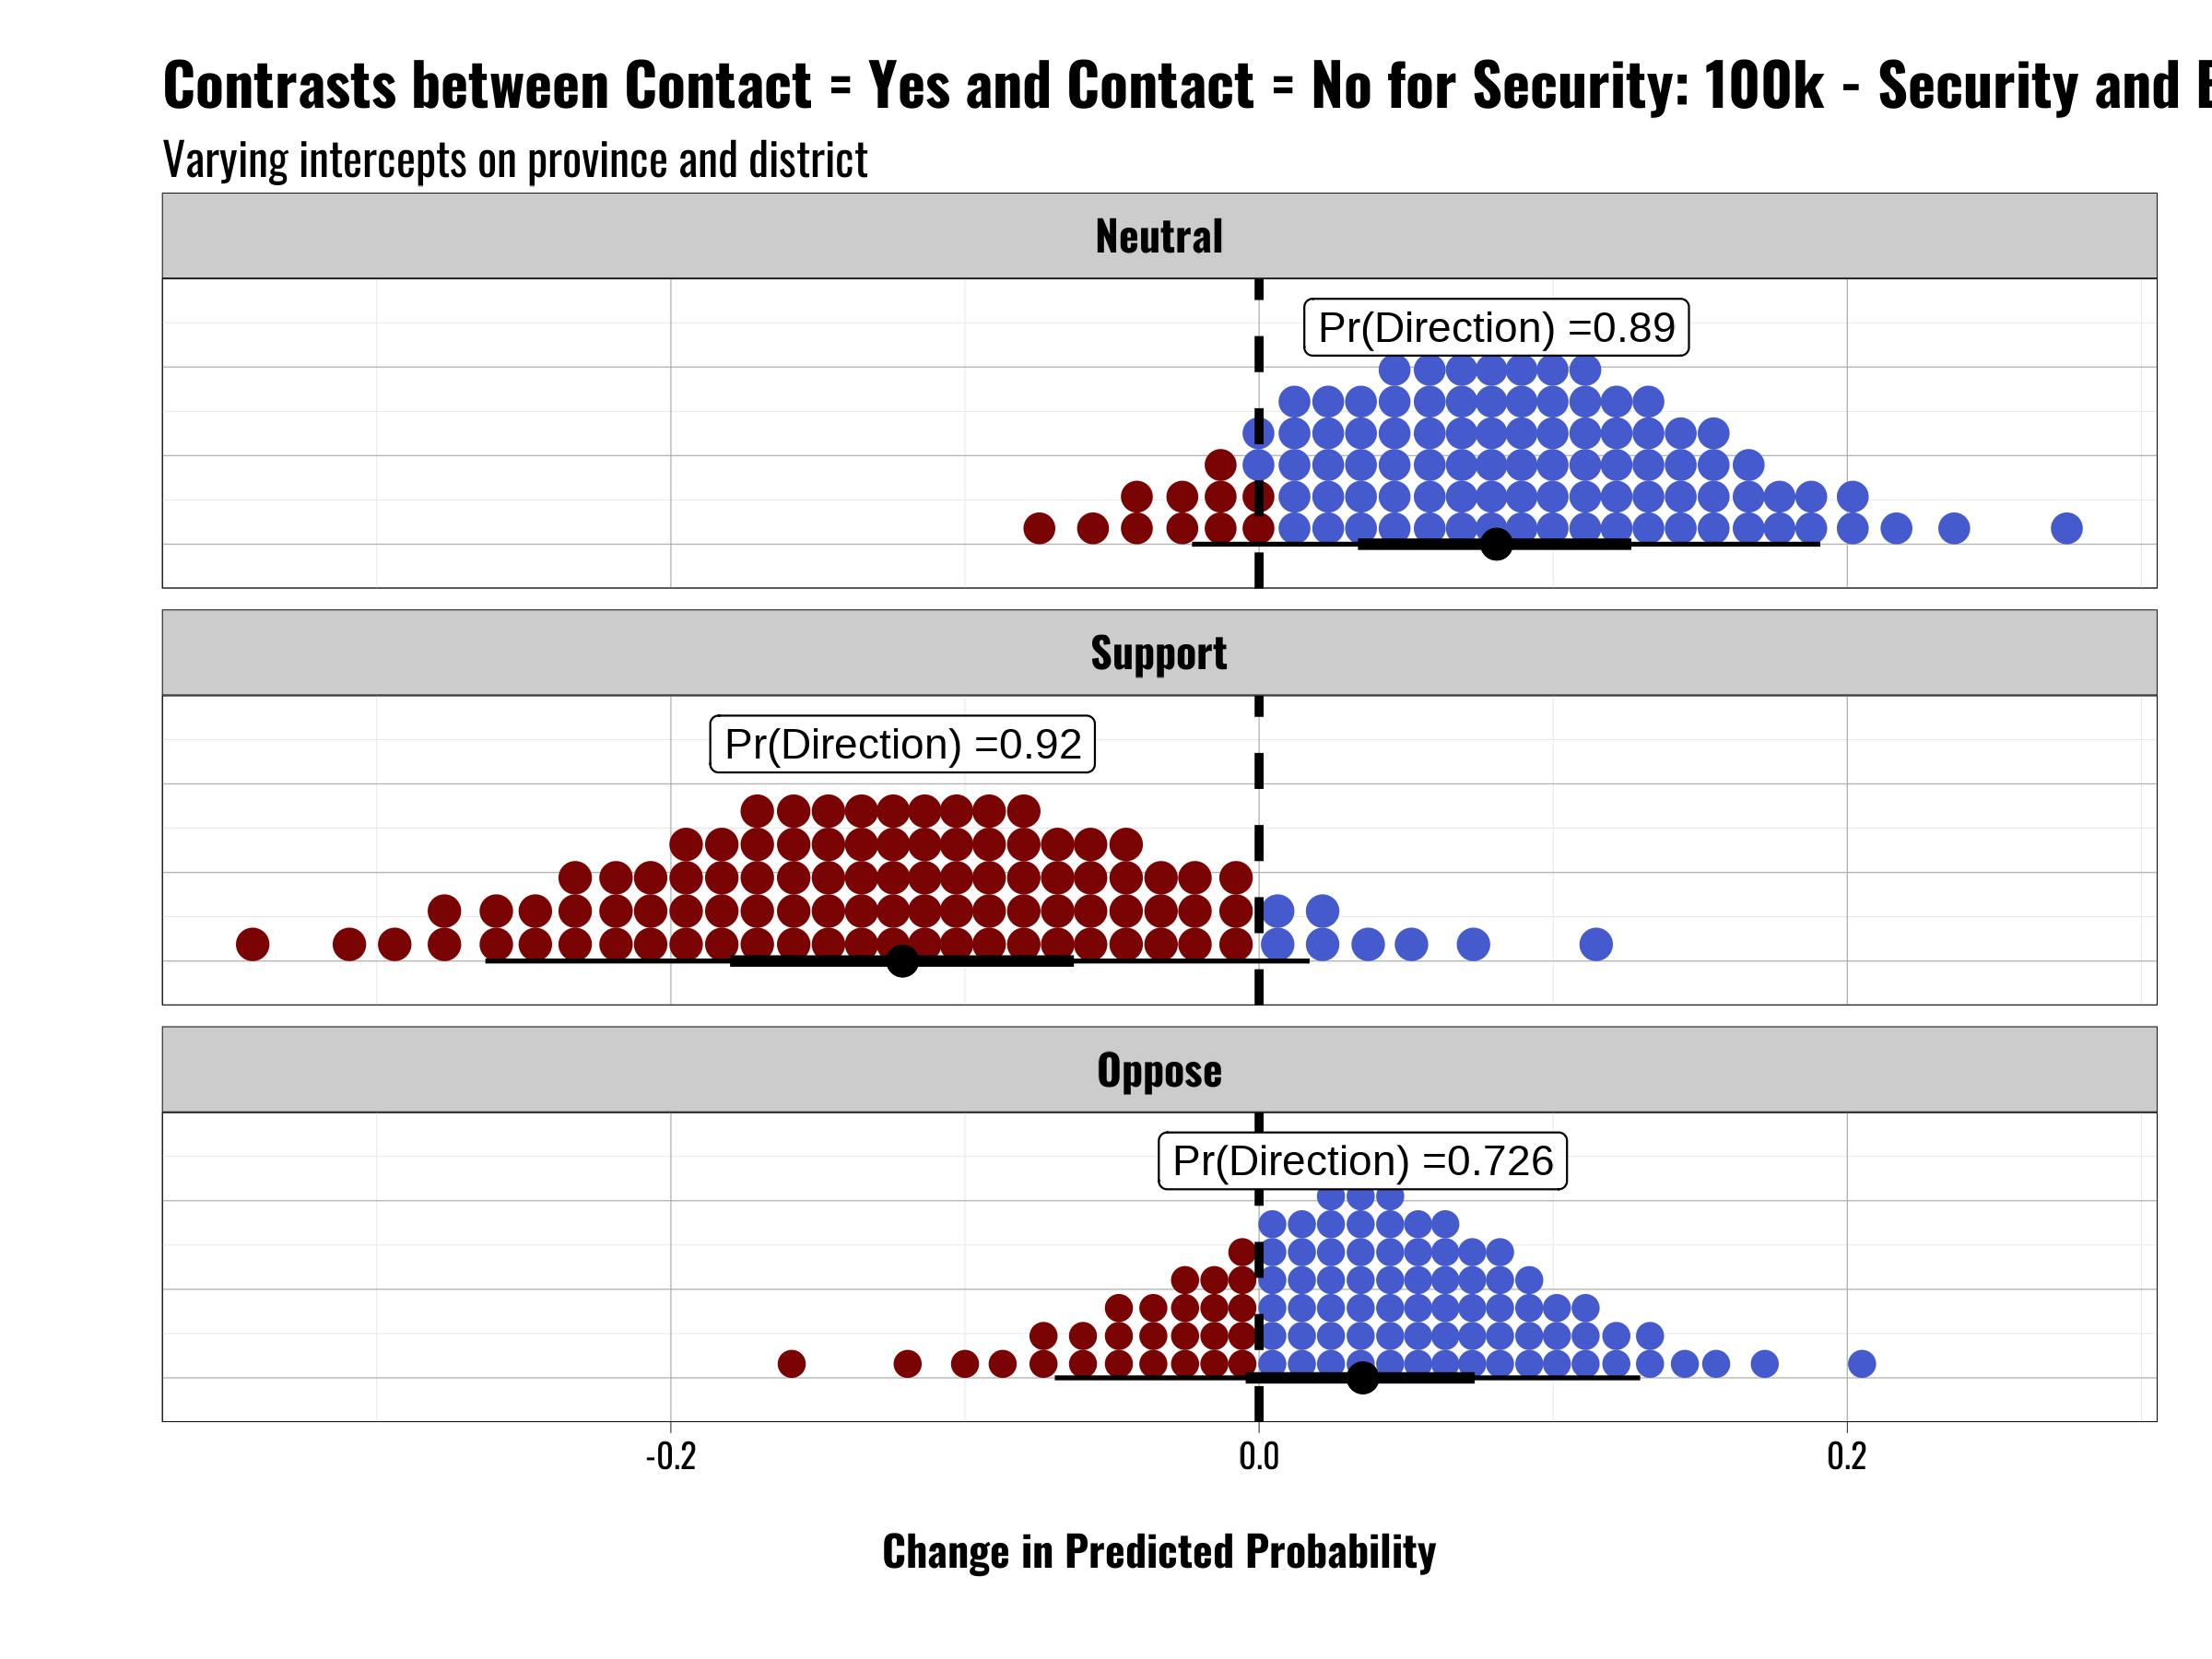 Contrasts between Contact = Yes and Contact = No for Security: 100k - Security and
Varying intercepts on province and district
Neutral
Pr(Direction) =0.89
Support
Pr(Direction) =0.92
Oppose
Pr(Direction) =0.726
-0.2 0.0 0.2
Change in Predicted Probability